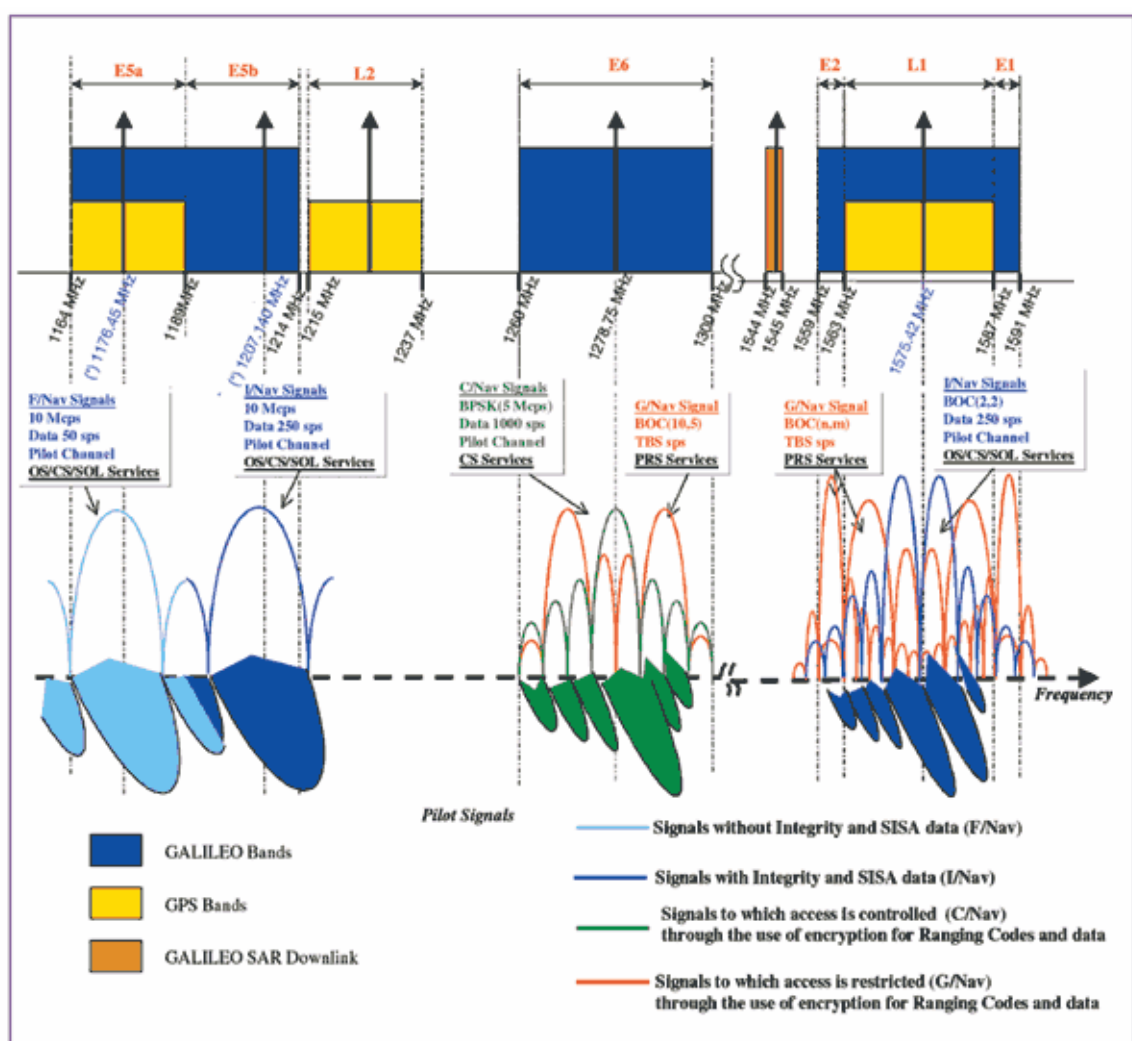 E5a
E5b
L2
E6
E2
L1
E1
1164 MHz
(*) 1176.45 MHz
1189MHz
(*) 1207.140 MHz
1214 MHz
1215 MHz
1237 MHz
1260 MHz
1278.75 MHz
1300 MHz
1544 MHz
1545 MHz
1559 MHz
1563 MHz
1575.42 MHz
1587 MHz
1591 MHz
F/Nav Signals
10 Mcps
Data 50 sps
Pilot Channel
OS/CS/SOL Services
I/Nav Signals
10 Mcps
Data 250 sps
Pilot Channel
OS/CS/SOL Services
C/Nav Signals
BPSK(5 Mcps)
Data 1000 sps
Pilot Channel
CS Services
G/Nav Signal
BOC(10,5)
TBS sps
PRS Services
G/Nav Signal
BOC(n,m)
TBS sps
PRS Services
I/Nav Signals
BOC(2,2)
Data 250 sps
Pilot Channel
OS/CS/SOL Services
Frequency
Pilot Signals
GALILEO Bands
GPS Bands
GALILEO SAR Downlink
Signals without Integrity and SISA data (F/Nav)
Signals with Integrity and SISA data (I/Nav)
Signals to which access is controlled (C/Nav)
through the use of encryption for Ranging Codes and data
Signals to which access is restricted (G/Nav)
through the use of encryption for Ranging Codes and data